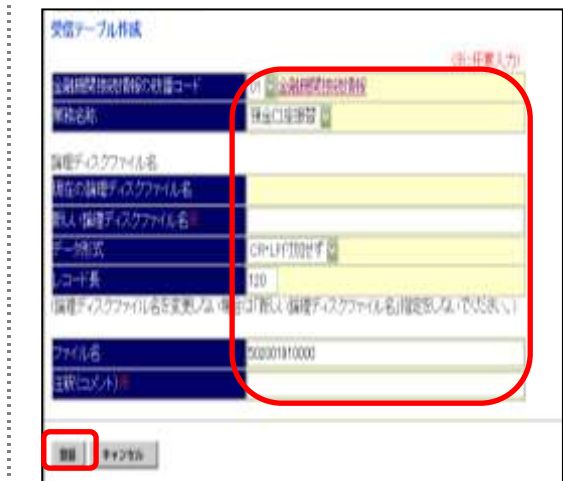 受信テーブル作成
(※:任意入力)
金融機関接続情報の枝番コード 01 金融機関接続情報
業務名称 預金口座振替
論理ディスクファイル名
現在の論理ディスクファイル名
新しい論理ディスクファイル名※
データ形式 CR・LF付加せず
レコード長 120
(論理ディスクファイル名を変更しない場合は「新しい論理ディスクファイル名」指定をしないでください。)
ファイル名 502001910000
注釈(コメント)※
登録 キャンセル